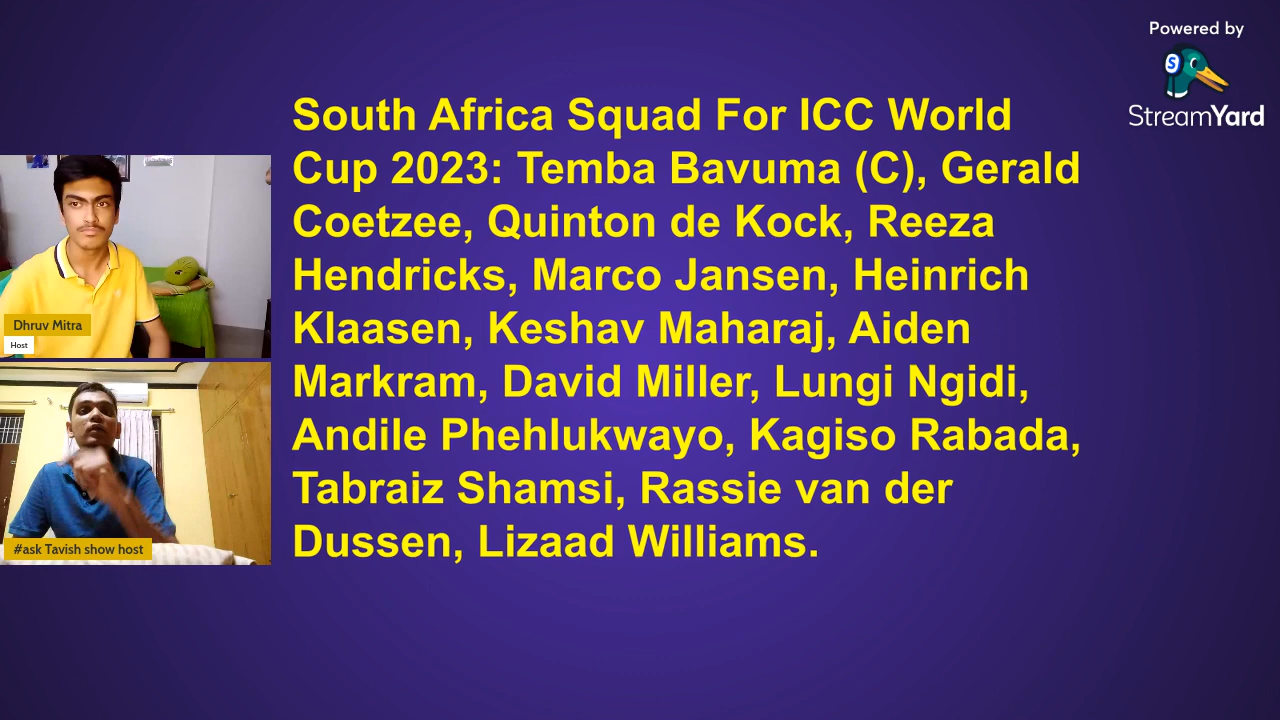 Powered by
S
StreamYard
South Africa Squad For ICC World
Cup 2023: Temba Bavuma (C), Gerald
Coetzee, Quinton de Kock, Reeza
Hendricks, Marco Jansen, Heinrich
Klaasen, Keshav Maharaj, Aiden
Markram, David Miller, Lungi Ngidi,
Andile Phehlukwayo, Kagiso Rabada,
Tabraiz Shamsi, Rassie van der
Dussen, Lizaad Williams.
Dhruv Mitra
Host
#ask Tavish show host